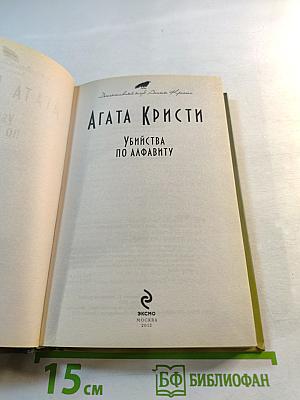 АГАТА КРИСТИ
УБИЙСТВА
ПО АЛФАВИТУ
ЭКСМО
МОСКВА
2012
15 см
БФ БИБЛИОФАН